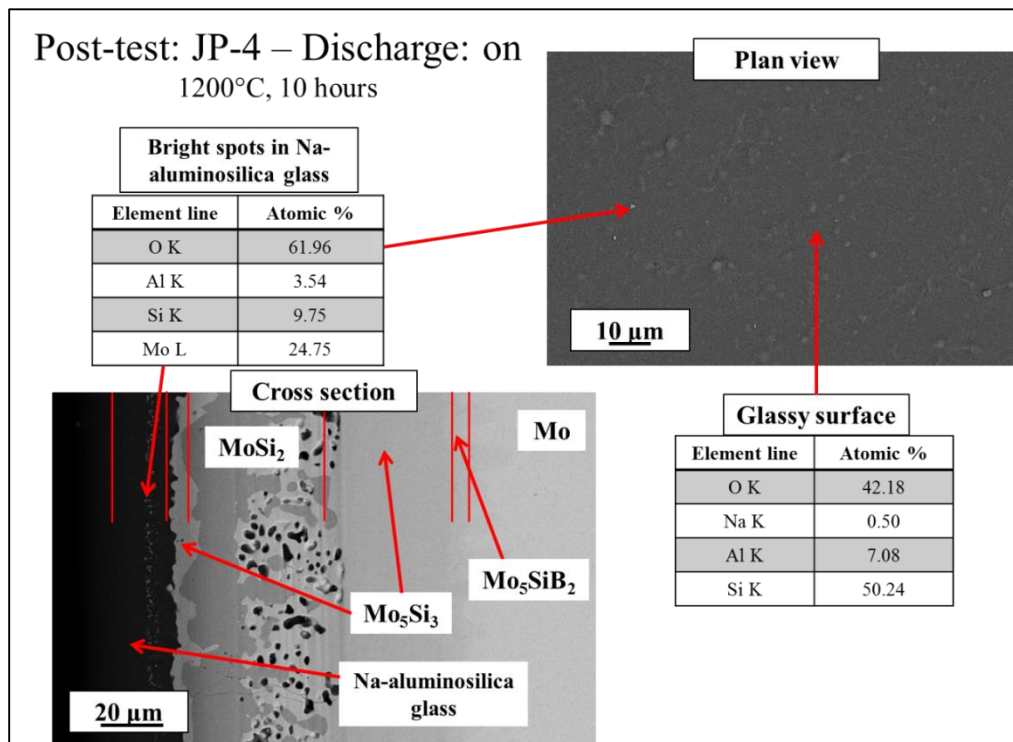 Post-test: JP-4 – Discharge: on
1200°C, 10 hours
Plan view
Bright spots in Na-
aluminosilica glass
Element line Atomic %
O K 61.96
Al K 3.54
Si K 9.75
Mo L 24.75
10 µm
Cross section
MoSi₂
Mo
Mo₅SiB₂
Mo₅Si₃
Na-aluminosilica
glass
20 µm
Glassy surface
Element line Atomic %
O K 42.18
Na K 0.50
Al K 7.08
Si K 50.24